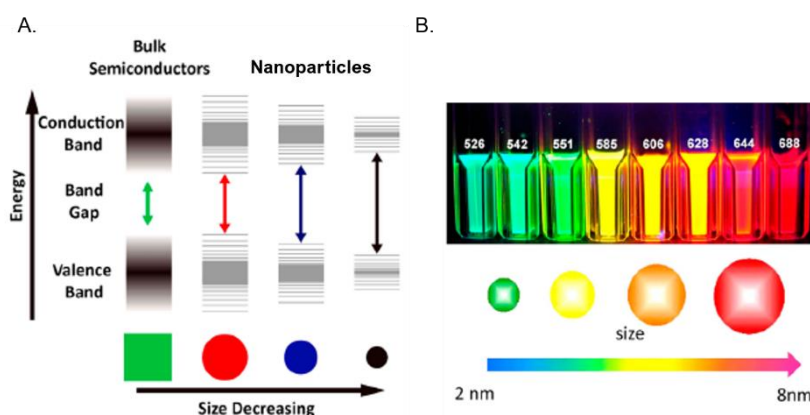 A.
Bulk
Semiconductors
Nanoparticles
Energy
Conduction
Band
Band
Gap
Valence
Band
Size Decreasing
B.
526 542 551 585 606 628 644 688
size
2 nm 8nm